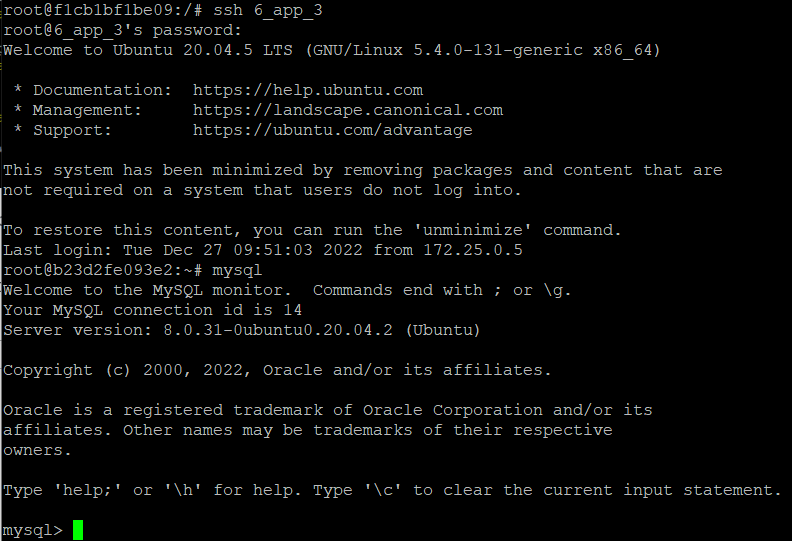 root@f1cb1bf1be09:/# ssh 6_app_3
root@6_app_3's password:
Welcome to Ubuntu 20.04.5 LTS (GNU/Linux 5.4.0-131-generic x86_64)
* Documentation:  https://help.ubuntu.com
* Management:     https://landscape.canonical.com
* Support:        https://ubuntu.com/advantage
This system has been minimized by removing packages and content that are
not required on a system that users do not log into.
To restore this content, you can run the 'unminimize' command.
Last login: Tue Dec 27 09:51:03 2022 from 172.25.0.5
root@b23d2fe093e2:~# mysql
Welcome to the MySQL monitor.  Commands end with ; or \g.
Your MySQL connection id is 14
Server version: 8.0.31-0ubuntu0.20.04.2 (Ubuntu)
Copyright (c) 2000, 2022, Oracle and/or its affiliates.
Oracle is a registered trademark of Oracle Corporation and/or its
affiliates. Other names may be trademarks of their respective
owners.
Type 'help;' or '\h' for help. Type '\c' to clear the current input statement.
mysql>